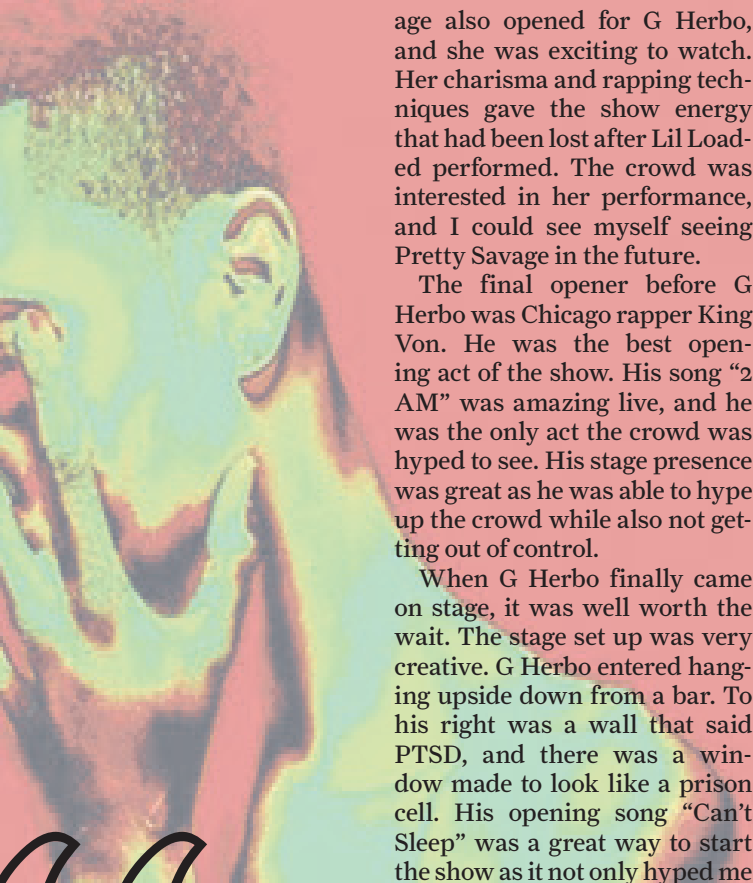 age also opened for G Herbo,
and she was exciting to watch.
Her charisma and rapping tech-
niques gave the show energy
that had been lost after Lil Load-
ed performed. The crowd was
interested in her performance,
and I could see myself seeing
Pretty Savage in the future.
The final opener before G
Herbo was Chicago rapper King
Von. He was the best open-
ing act of the show. His song “2
AM” was amazing live, and he
was the only act the crowd was
hyped to see. His stage presence
was great as he was able to hype
up the crowd while also not get-
ting out of control.
When G Herbo finally came
on stage, it was well worth the
wait. The stage set up was very
creative. G Herbo entered hang-
ing upside down from a bar. To
his right was a wall that said
PTSD, and there was a win-
dow made to look like a prison
cell. His opening song “Can’t
Sleep” was a great way to start
the show as it not only hyped me
“